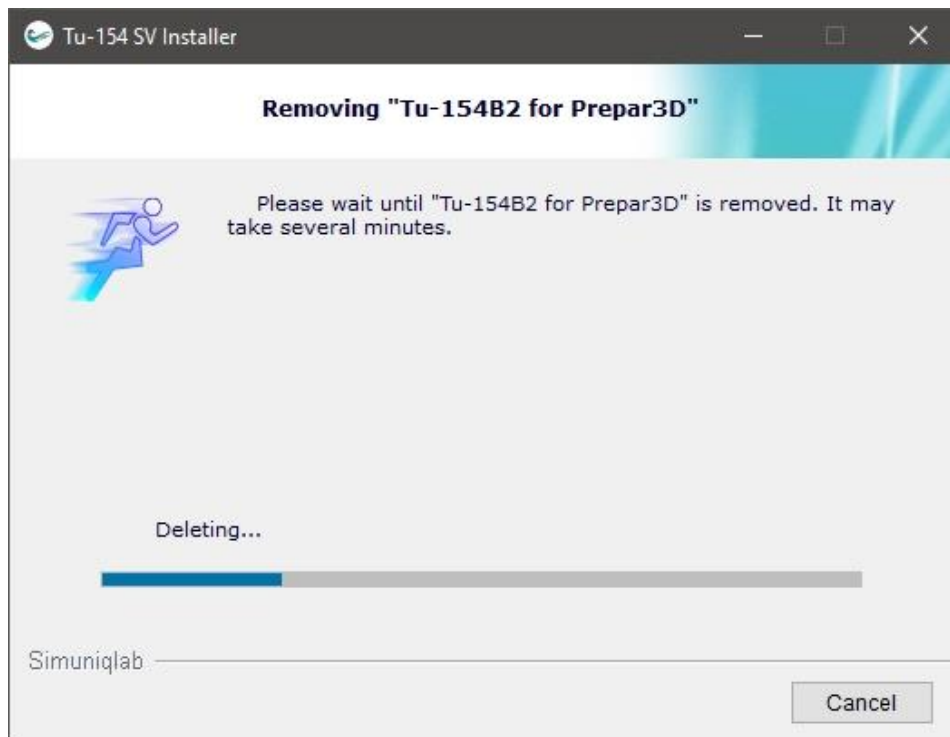 Tu-154 SV Installer
Removing "Tu-154B2 for Prepar3D"
Please wait until "Tu-154B2 for Prepar3D" is removed. It may
take several minutes.
Deleting...
Simuniqlab
Cancel